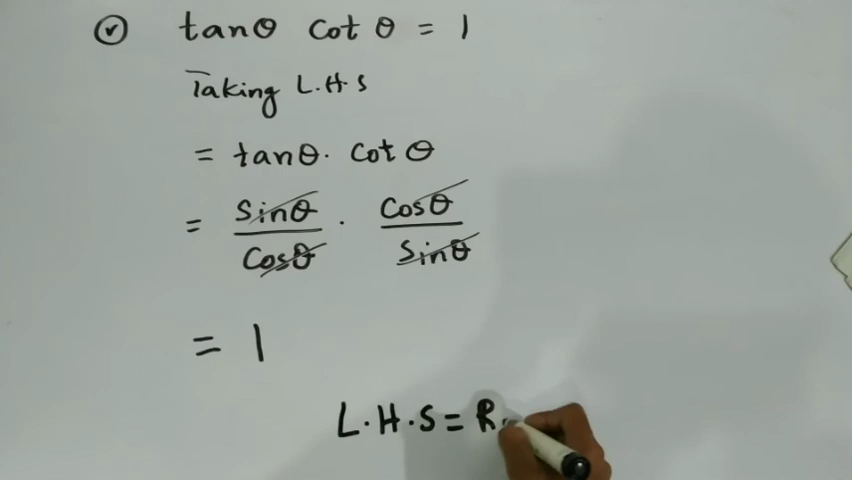 (v) tanθ cot θ = 1
Taking L.H.S
= tanθ. cot θ
= Sinθ/Cosθ . Cosθ/Sinθ
= 1
L.H.S = R.